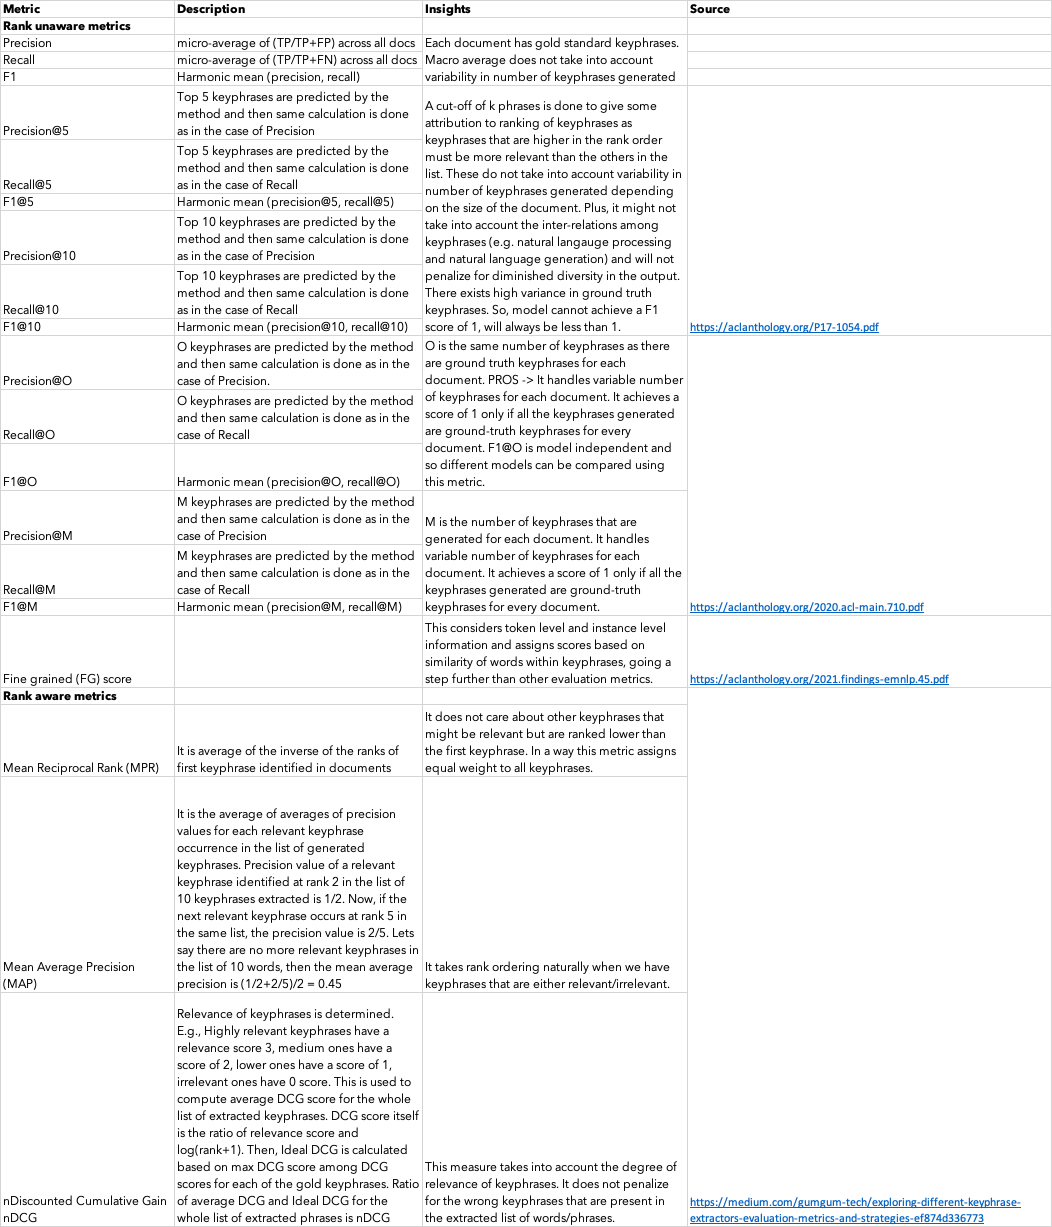 Metric Description Insights Source
Rank unaware metrics
Precision
micro-average of (TP/TP+FP) across all docs
Recall
micro-average of (TP/TP+FN) across all docs
F1
Harmonic mean (precision, recall)
Each document has gold standard keyphrases.
Macro average does not take into account
variability in number of keyphrases generated
Precision@5
Top 5 keyphrases are predicted by the
method and then same calculation is done
as in the case of Precision
Recall@5
Top 5 keyphrases are predicted by the
method and then same calculation is done
as in the case of Recall
F1@5
Harmonic mean (precision@5, recall@5)
Precision@10
Top 10 keyphrases are predicted by the
method and then same calculation is done
as in the case of Precision
Recall@10
Top 10 keyphrases are predicted by the
method and then same calculation is done
as in the case of Recall
F1@10
Harmonic mean (precision@10, recall@10)
A cut-off of k phrases is done to give some
attribution to ranking of keyphrases as
keyphrases that are higher in the rank order
must be more relevant than the others in the
list. These do not take into account variability in
number of keyphrases generated depending
on the size of the document. Plus, it might not
take into account the inter-relations among
keyphrases (e.g. natural langauge processing
and natural language generation) and will not
penalize for diminished diversity in the output.
There exists high variance in ground truth
keyphrases. So, model cannot achieve a F1
score of 1, will always be less than 1.
https://aclanthology.org/P17-1054.pdf
Precision@O
O keyphrases are predicted by the method
and then same calculation is done as in the
case of Precision.
Recall@O
O keyphrases are predicted by the method
and then same calculation is done as in the
case of Recall
F1@O
Harmonic mean (precision@O, recall@O)
O is the same number of keyphrases as there
are ground truth keyphrases for each
document. PROS -> It handles variable number
of keyphrases for each document. It achieves a
score of 1 only if all the keyphrases generated
are ground-truth keyphrases for every
document. F1@O is model independent and
so different models can be compared using
this metric.
Precision@M
M keyphrases are predicted by the method
and then same calculation is done as in the
case of Precision
Recall@M
M keyphrases are predicted by the method
and then same calculation is done as in the
case of Recall
F1@M
Harmonic mean (precision@M, recall@M)
M is the number of keyphrases that are
generated for each document. It handles
variable number of keyphrases for each
document. It achieves a score of 1 only if all the
keyphrases generated are ground-truth
keyphrases for every document.
https://aclanthology.org/2020.acl-main.710.pdf
Fine grained (FG) score
This considers token level and instance level
information and assigns scores based on
similarity of words within keyphrases, going a
step further than other evaluation metrics.
https://aclanthology.org/2021.findings-emnlp.45.pdf
Rank aware metrics
Mean Reciprocal Rank (MPR)
It is average of the inverse of the ranks of
first keyphrase identified in documents
It does not care about other keyphrases that
might be relevant but are ranked lower than
the first keyphrase. In a way this metric assigns
equal weight to all keyphrases.
Mean Average Precision
(MAP)
It is the average of averages of precision
values for each relevant keyphrase
occurrence in the list of generated
keyphrases. Precision value of a relevant
keyphrase identified at rank 2 in the list of
10 keyphrases extracted is 1/2. Now, if the
next relevant keyphrase occurs at rank 5 in
the same list, the precision value is 2/5. Lets
say there are no more relevant keyphrases in
the list of 10 words, then the mean average
precision is (1/2+2/5)/2 = 0.45
It takes rank ordering naturally when we have
keyphrases that are either relevant/irrelevant.
nDiscounted Cumulative Gain
nDCG
Relevance of keyphrases is determined.
E.g., Highly relevant keyphrases have a
relevance score 3, medium ones have a
score of 2, lower ones have a score of 1,
irrelevant ones have 0 score. This is used to
compute average DCG score for the whole
list of extracted keyphrases. DCG score itself
is the ratio of relevance score and
log(rank+1). Then, Ideal DCG is calculated
based on max DCG score among DCG
scores for each of the gold keyphrases. Ratio
of average DCG and Ideal DCG for the
whole list of extracted phrases is nDCG
This measure takes into account the degree of
relevance of keyphrases. It does not penalize
for the wrong keyphrases that are present in
the extracted list of words/phrases.
https://medium.com/gumgum-tech/exploring-different-keyphrase-
extractors-evaluation-metrics-and-strategies-ef874d336773